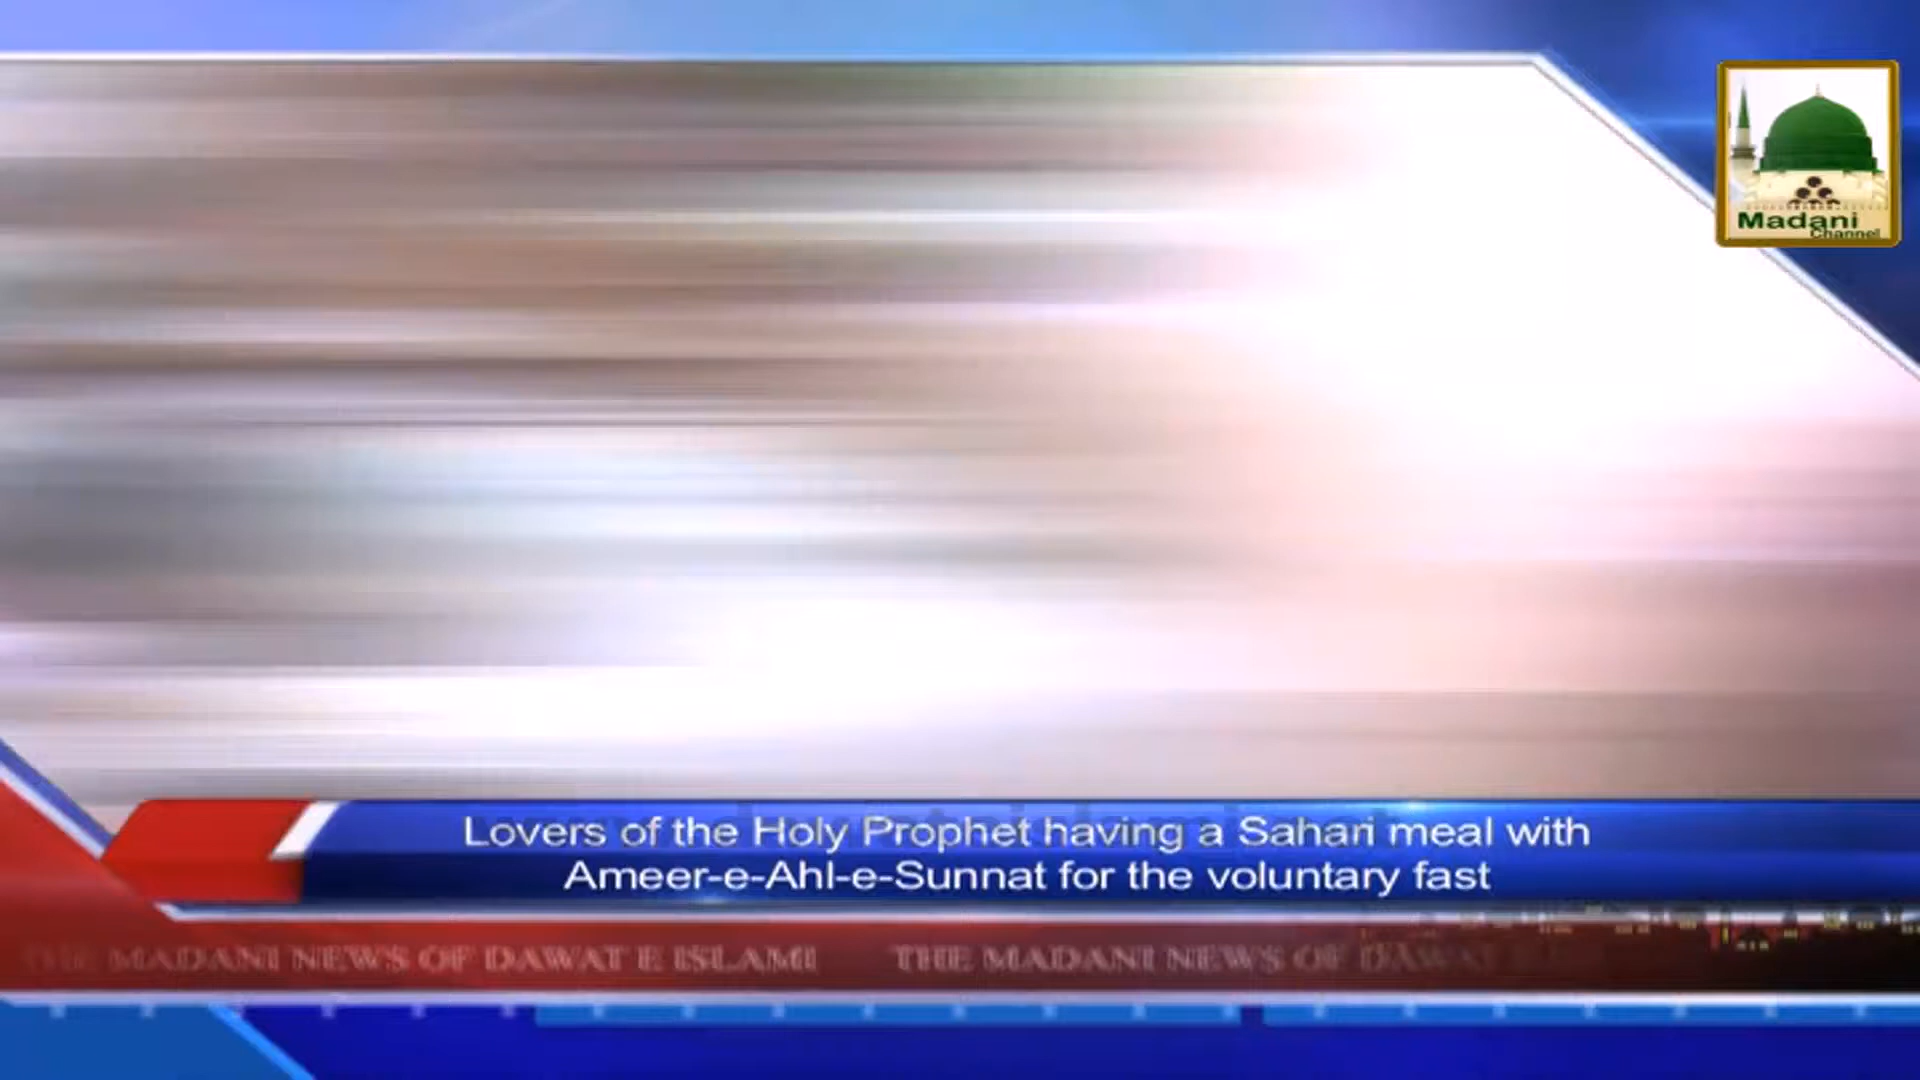 Madani
Channel
Lovers of the Holy Prophet having a Sahari meal with
Ameer-e-Ahl-e-Sunnat for the voluntary fast
THE MADANI NEWS OF DAWAT E ISLAMI THE MADANI NEWS OF DAWAT E